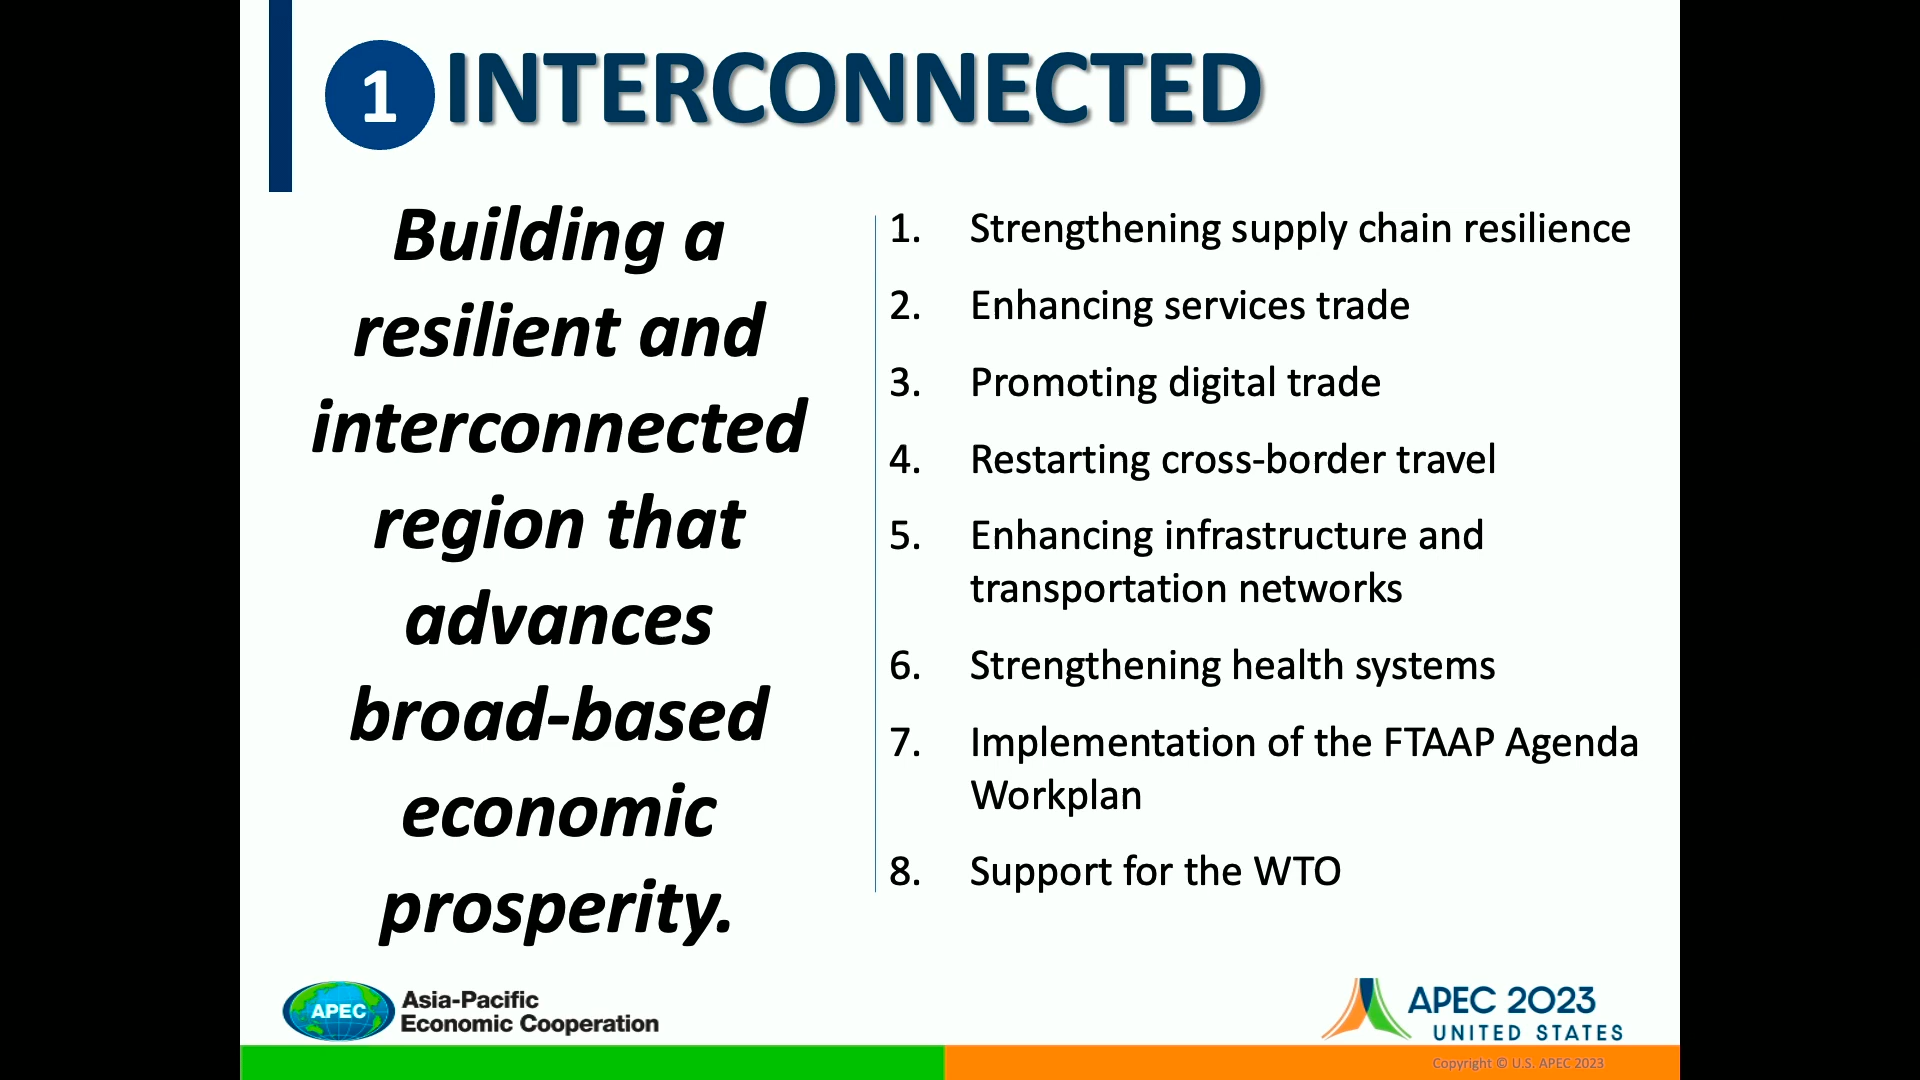 1 INTERCONNECTED
Building a
resilient and
interconnected
region that
advances
broad-based
economic
prosperity.
1. Strengthening supply chain resilience
2. Enhancing services trade
3. Promoting digital trade
4. Restarting cross-border travel
5. Enhancing infrastructure and
transportation networks
6. Strengthening health systems
7. Implementation of the FTAAP Agenda
Workplan
8. Support for the WTO
APEC
Asia-Pacific
Economic Cooperation
APEC 2023
UNITED STATES
Copyright © U.S. APEC 2023